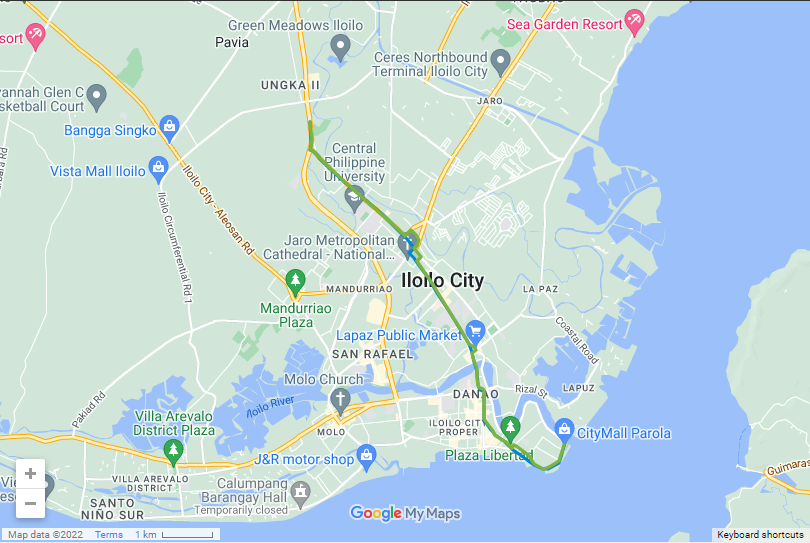 Green Meadows Iloilo
Sea Garden Resort
sort
Pavia
Ceres Northbound
Terminal Iloilo City
UNGKA II
vannah Glen C
sketball Court
JARO
Bangga Singko
Central
Philippine
University
Vista Mall Iloilo
Iloilo City - Aleosan Rd
Iloilo Circumferential Rd 1
Jaro Metropolitan
Cathedral - National...
Iloilo City
MANDURRIAO
LA PAZ
Mandurriao
Plaza
Coastal Road
Lapaz Public Market
SAN RAFAEL
Molo Church
Rizal St
LAPUZ
DANAO
Pakiad Rd
Iloilo River
Villa Arevalo
District Plaza
ILOILO CITY
PROPER
MOLO
CityMall Parola
Plaza Libertad
J&R motor shop
Guimaras
VILLA AREVALO
DISTRICT
Calumpang
Barangay Hall
Temporarily closed
SANTO
NIÑO SUR
Google My Maps
Map data ©2022
Terms
1 km
Keyboard shortcuts